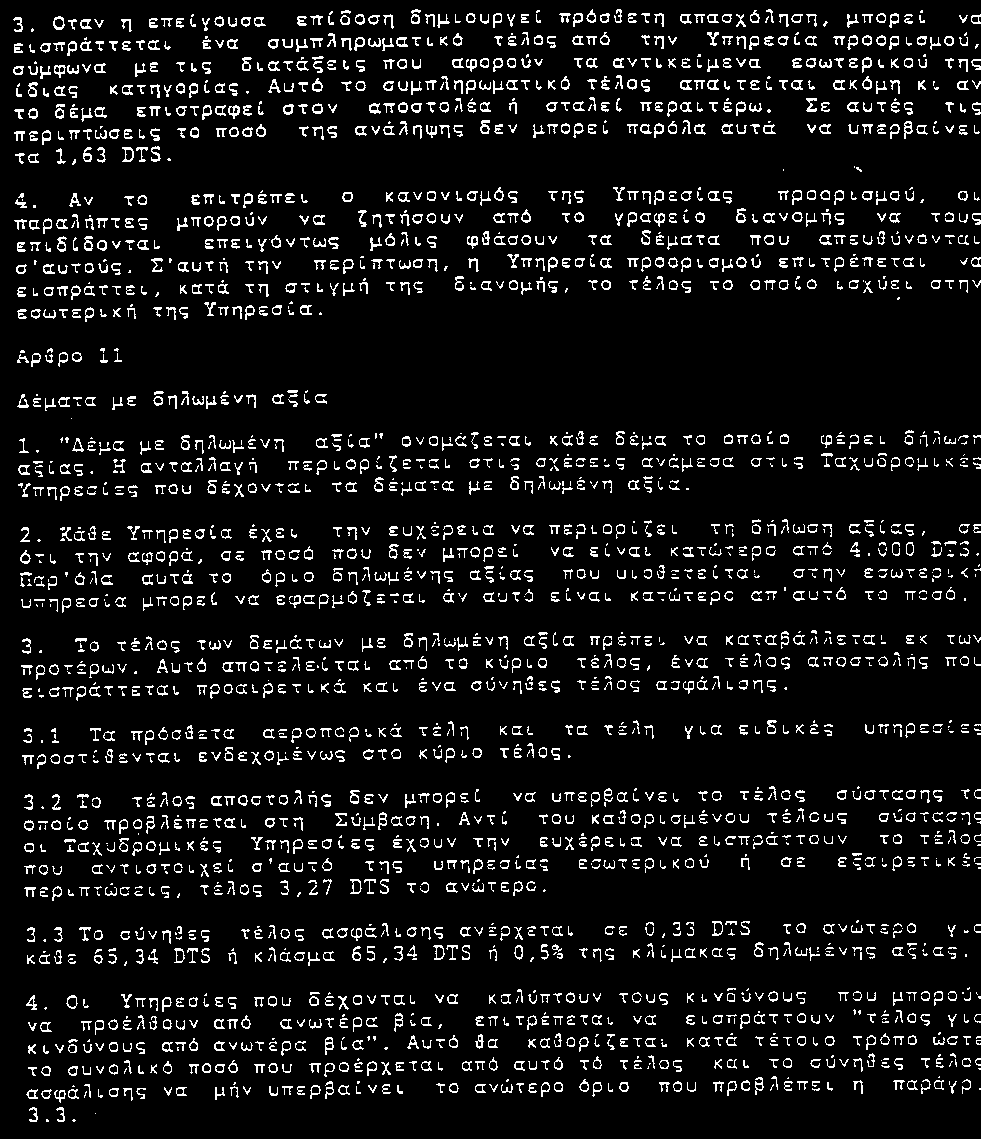 3. Οταν η επείγουσα επίδοση δημιουργεί πρόσθετη απασχόληση, μπορεί να
εισπράττεται ένα συμπληρωματικό τέλος από την Υπηρεσία προορισμού,
σύμφωνα με τις διατάξεις που αφορούν τα αντικείμενα εσωτερικού της
ίδιας κατηγορίας. Αυτό το συμπληρωματικό τέλος απαιτείται ακόμη κι αν
το δέμα επιστραφεί στον αποστολέα ή σταλεί περαιτέρω. Σε αυτές τις
περιπτώσεις το ποσό της ανάληψης δεν μπορεί παρόλα αυτά να υπερβαίνει
τα 1,63 DTS.
4. Αν το επιτρέπει ο κανονισμός της Υπηρεσίας προορισμού, οι
παραλήπτες μπορούν να ζητήσουν από το γραφείο διανομής να τους
επιδίδονται επειγόντως μόλις φθάσουν τα δέματα που απευθύνονται
σ'αυτούς. Σ'αυτή την περίπτωση, η Υπηρεσία προορισμού επιτρέπεται να
εισπράττει, κατά τη στιγμή της διανομής, το τέλος το οποίο ισχύει στην
εσωτερική της Υπηρεσία.
Αρθρο 11
Δέματα με δηλωμένη αξία
1. "Δέμα με δηλωμένη αξία" ονομάζεται κάθε δέμα το οποίο φέρει δήλωση
αξίας. Η ανταλλαγή περιορίζεται στις σχέσεις ανάμεσα στις Ταχυδρομικές
Υπηρεσίες που δέχονται τα δέματα με δηλωμένη αξία.
2. Κάθε Υπηρεσία έχει την ευχέρεια να περιορίζει τη δήλωση αξίας, σε
ότι την αφορά, σε ποσό που δεν μπορεί να είναι κατώτερο από 4.000 DTS.
Παρ'όλα αυτά το όριο δηλωμένης αξίας που υιοθετείται στην εσωτερική
υπηρεσία μπορεί να εφαρμόζεται άν αυτό είναι κατώτερο απ'αυτό το ποσό.
3. Το τέλος των δεμάτων με δηλωμένη αξία πρέπει να καταβάλλεται εκ των
προτέρων. Αυτό αποτελείται από το κύριο τέλος, ένα τέλος αποστολής που
εισπράττεται προαιρετικά και ένα σύνηθες τέλος ασφάλισης.
3.1 Τα πρόσθετα αεροπορικά τέλη και τα τέλη για ειδικές υπηρεσίες
προστίθενται ενδεχομένως στο κύριο τέλος.
3.2 Το τέλος αποστολής δεν μπορεί να υπερβαίνει το τέλος σύστασης το
οποίο προβλέπεται στη Σύμβαση. Αντί του καθορισμένου τέλους σύστασης
οι Ταχυδρομικές Υπηρεσίες έχουν την ευχέρεια να εισπράττουν το τέλος
που αντιστοιχεί σ'αυτό της υπηρεσίας εσωτερικού ή σε εξαιρετικές
περιπτώσεις, τέλος 3,27 DTS το ανώτερο.
3.3 Το σύνηθες τέλος ασφάλισης ανέρχεται σε 0,33 DTS το ανώτερο για
κάθε 65,34 DTS ή κλάσμα 65,34 DTS ή 0,5% της κλίμακας δηλωμένης αξίας.
4. Οι Υπηρεσίες που δέχονται να καλύπτουν τους κινδύνους που μπορούν
να προέλθουν από ανωτέρα βία, επιτρέπεται να εισπράττουν "τέλος για
κινδύνους από ανωτέρα βία". Αυτό θα καθορίζεται κατά τέτοιο τρόπο ώστε
το συνολικό ποσό που προέρχεται από αυτό τό τέλος και το σύνηθες τέλος
ασφάλισης να μήν υπερβαίνει το ανώτερο όριο που προβλέπει η παράγρ.
3.3.